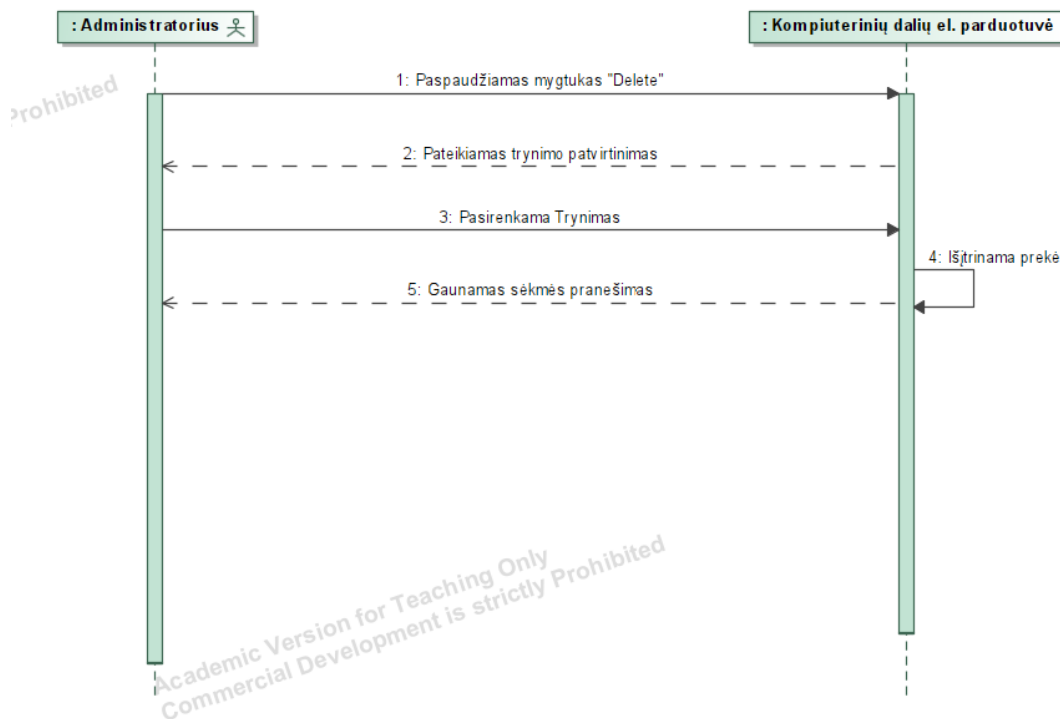 : Administratorius
: Kompiuterinių dalių el. parduotuvė
1: Paspaudžiamas mygtukas "Delete"
Prohibited
2: Pateikiamas trynimo patvirtinimas
3: Pasirenkama Trynimas
4: Išįtrinama prekė
5: Gaunamas sėkmės pranešimas
Academic Version for Teaching Only
Commercial Development is strictly Prohibited